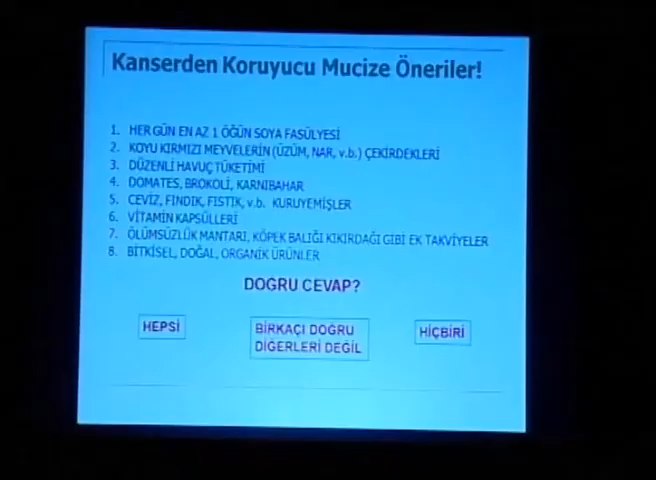 Kanserden Koruyucu Mucize Öneriler!
1. HER GÜN EN AZ 1 ÖĞÜN SOYA FASÜLYESİ
2. KOYU KIRMIZI MEYVELERİN (ÜZÜM, NAR, v.b.) ÇEKİRDEKLERİ
3. DÜZENLİ HAVUÇ TÜKETİMİ
4. DOMATES, BROKOLİ, KARNIBAHAR
5. CEVİZ, FINDIK, FISTIK, v.b. KURUYEMİŞLER
6. VİTAMİN KAPSÜLLERİ
7. ÖLÜMSÜZLÜK MANTARI, KÖPEK BALIĞI KIKIRDAĞI GİBİ EK TAKVİYELER
8. BİTKİSEL, DOĞAL, ORGANİK ÜRÜNLER
DOĞRU CEVAP?
HEPSİ
BİRKAÇI DOĞRU
DİĞERLERİ DEĞİL
HİÇBİRİ